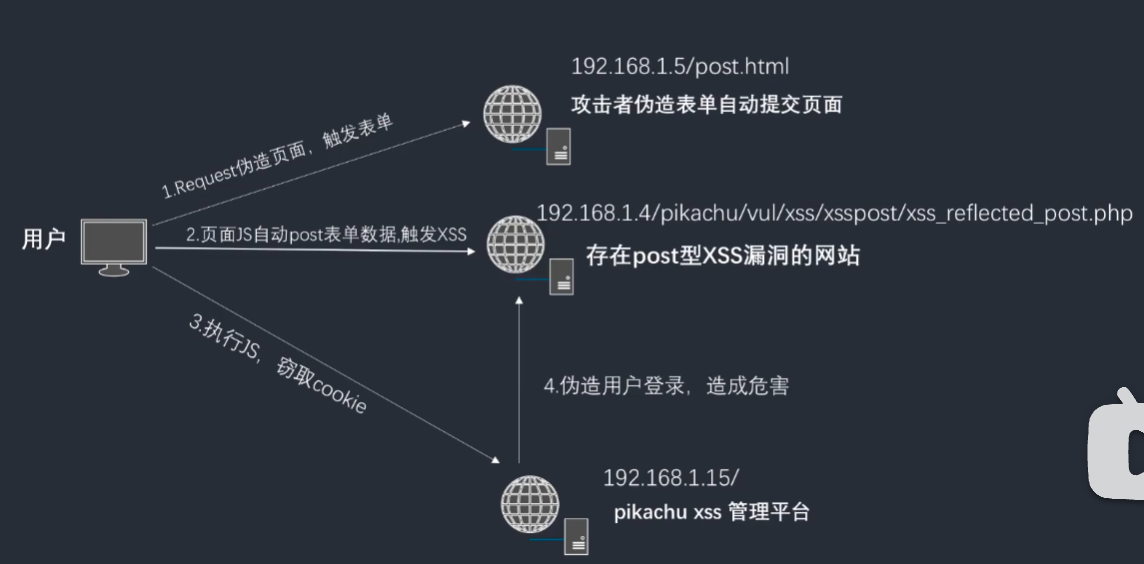 192.168.1.5/post.html
攻击者伪造表单自动提交页面
1.Request伪造页面，触发表单
192.168.1.4/pikachu/vul/xss/xsspost/xss_reflected_post.php
用户
2.页面JS自动post表单数据,触发XSS
存在post型XSS漏洞的网站
3.执行JS，窃取cookie
4.伪造用户登录，造成危害
192.168.1.15/
pikachu xss 管理平台